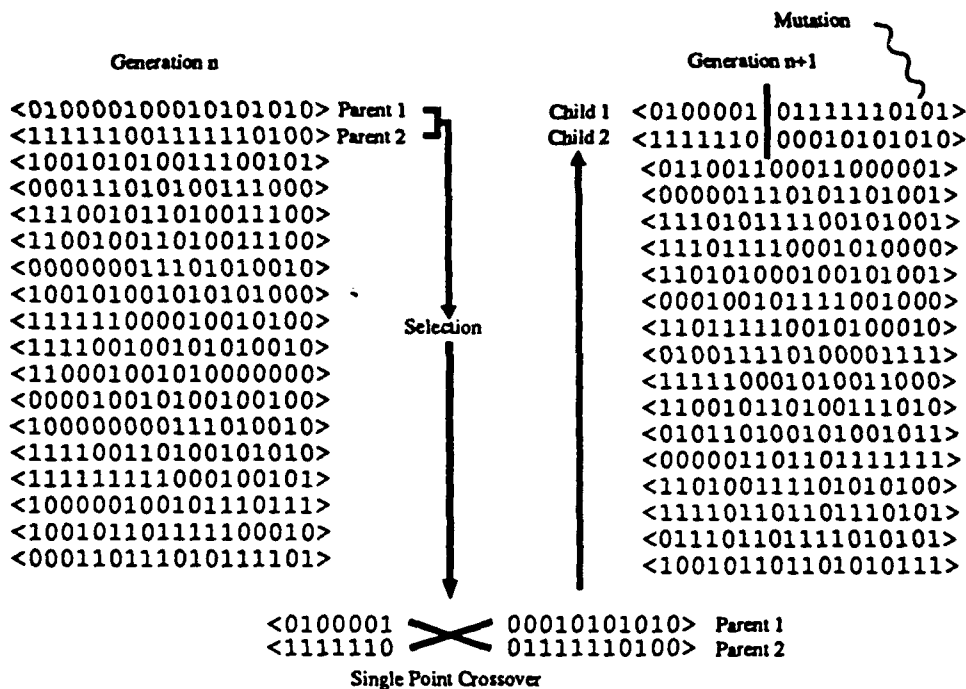 Mutation
Generation n
Generation n+1
<010000100010101010> Parent 1
<111111001111110100> Parent 2
<100101010011100101>
<000111010100111000>
<111001011010011100>
<110010011010011100>
<000000011101010010>
<100101001010101000>
<111111000010010100>
<111100100101010010>
<110001001010000000>
<000010010100100100>
<100000000111010010>
<111100110100101010>
<111111111000100101>
<100000100101110111>
<100101101111100010>
<000110111010111101>
Selection
Child 1 <0100001 01111110101>
Child 2 <1111110 00010101010>
<011001100011000001>
<000001110101101001>
<111010111100101001>
<111011110001010000>
<110101000100101001>
<000100101111001000>
<110111110010100010>
<010011110100001111>
<111110001010011000>
<110010110100111010>
<010110100101001011>
<000001101101111111>
<110100111101010100>
<111101101101110101>
<011101101111010101>
<100101101101010111>
<0100001 00010101010> Parent 1
<1111110 01111110100> Parent 2
Single Point Crossover